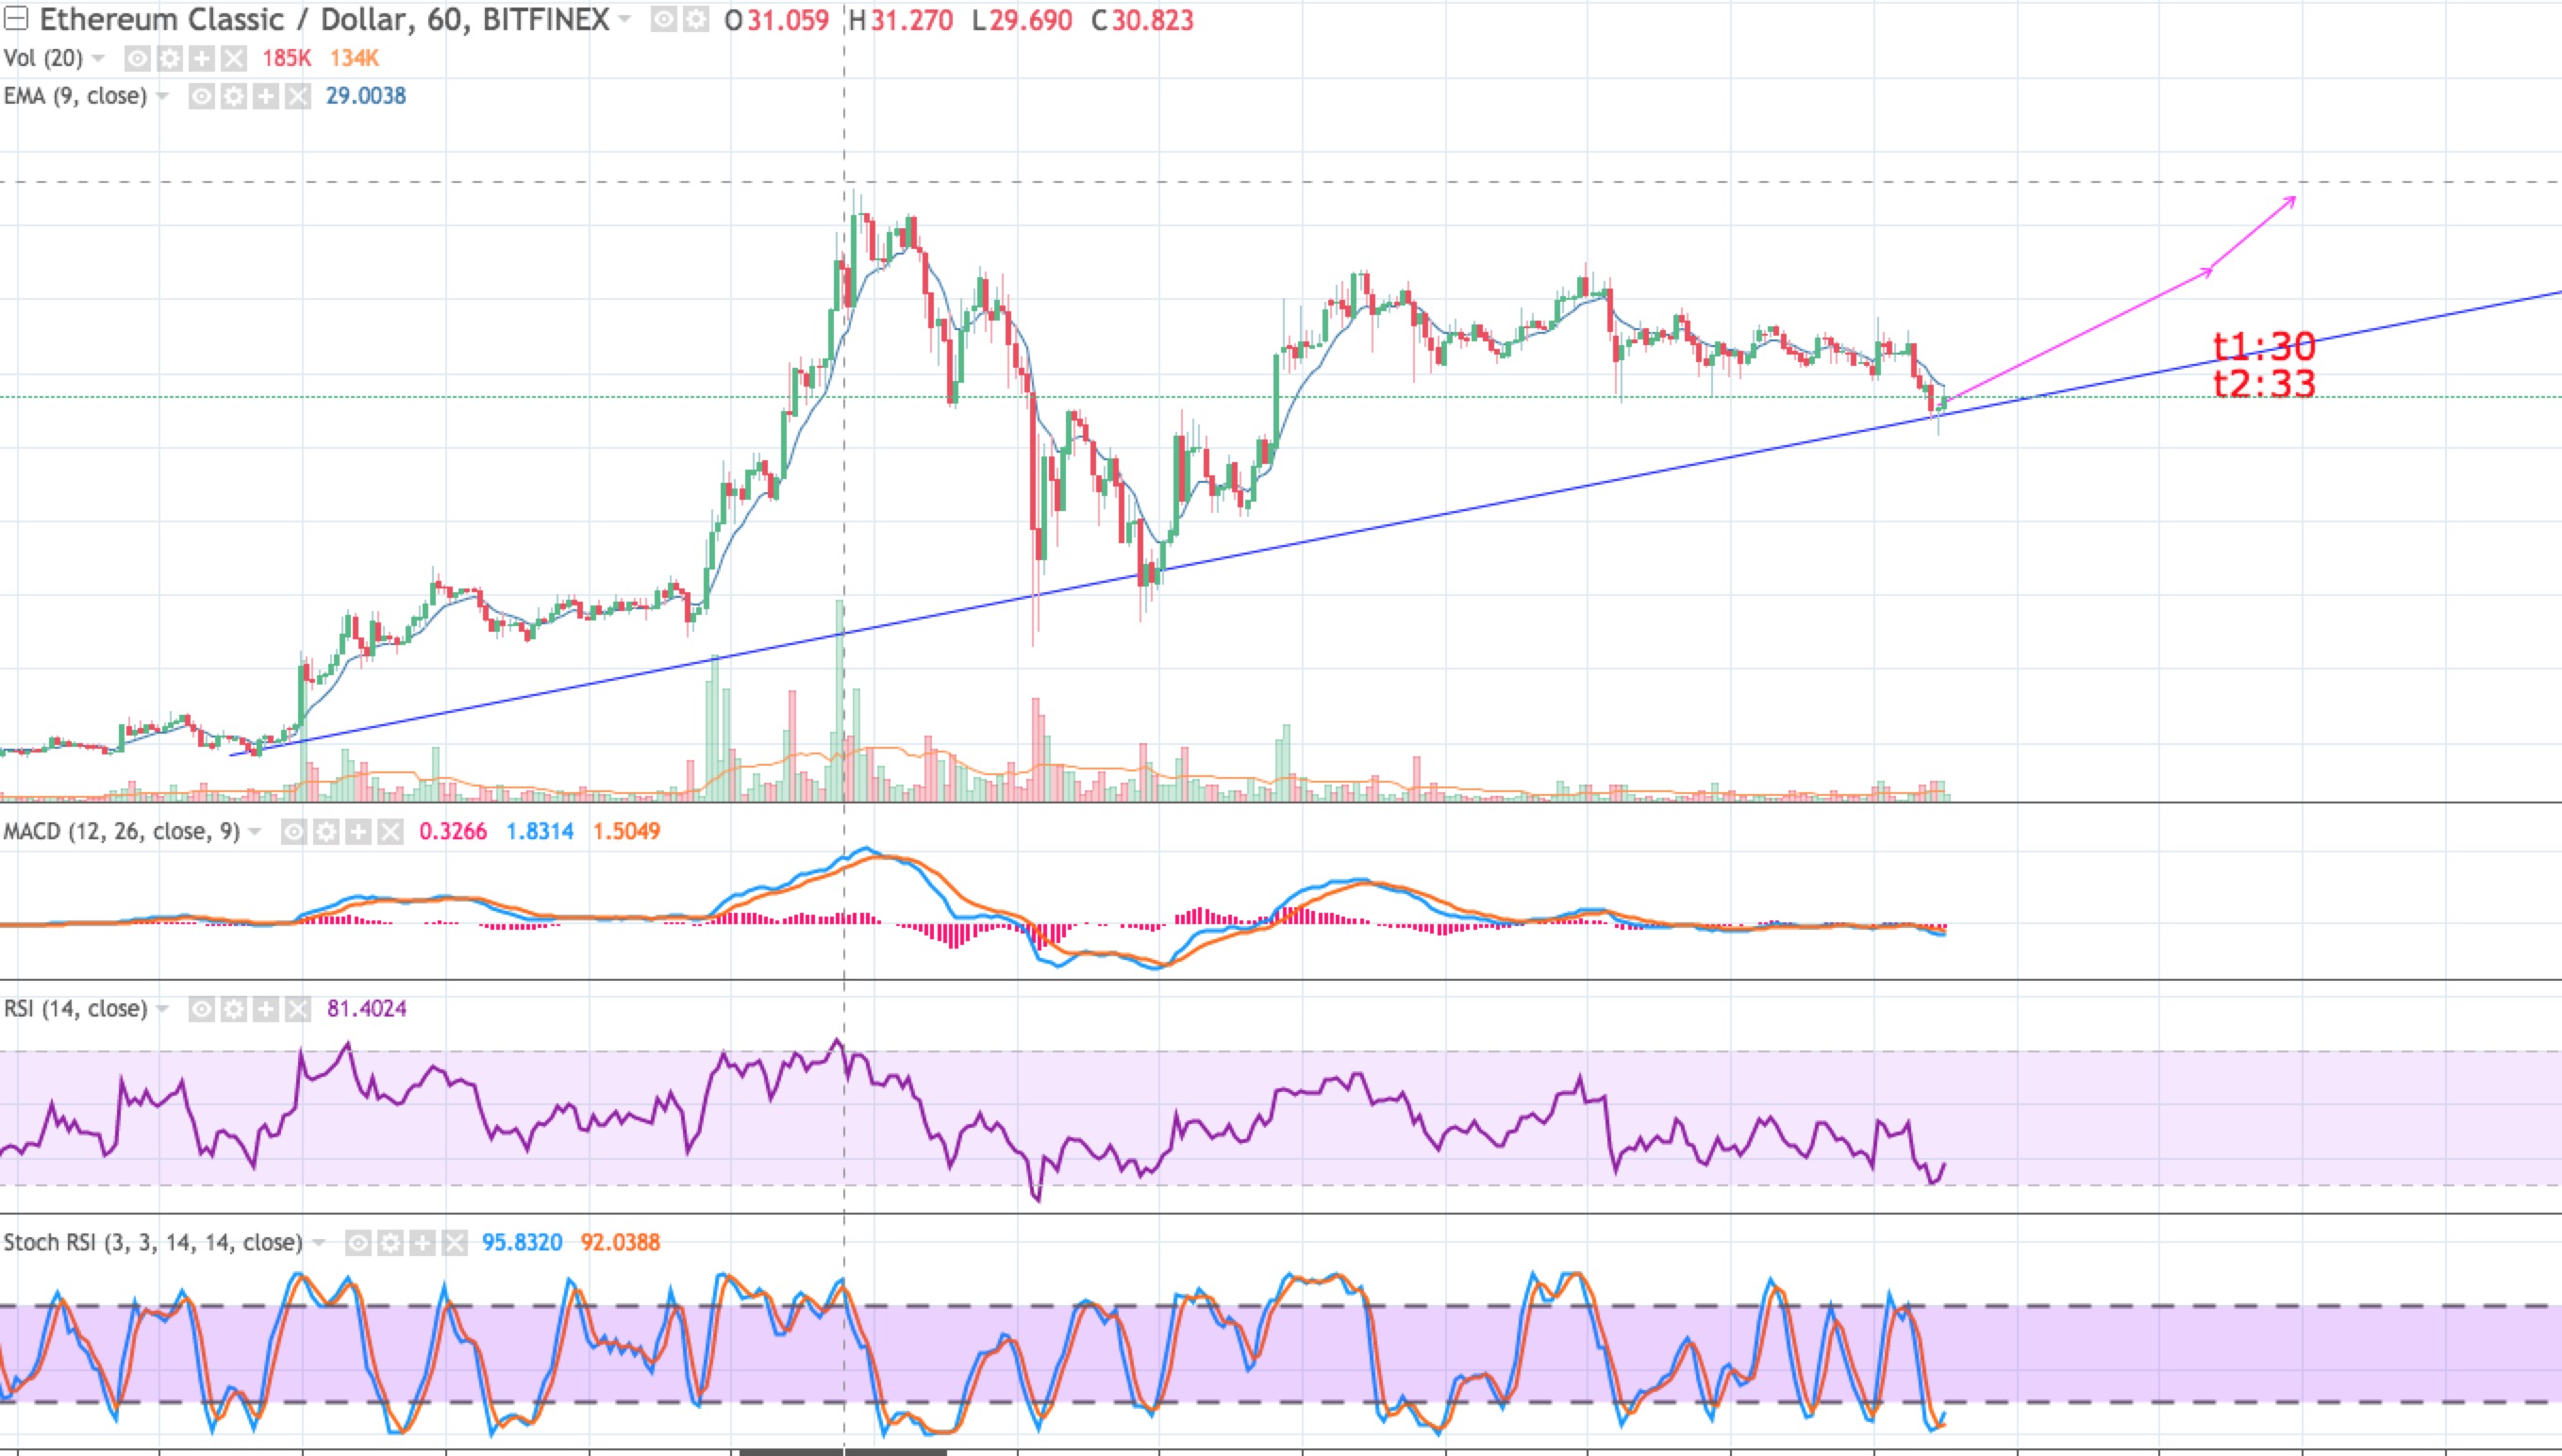 Ethereum Classic / Dollar, 60, BITFINEX O31.059 H31.270 L29.690 C30.823
Vol (20) 185K 134K
EMA (9, close) 29.0038
t1:30
t2:33
MACD (12, 26, close, 9) 0.3266 1.8314 1.5049
RSI (14, close) 81.4024
Stoch RSI (3, 3, 14, 14, close) 95.8320 92.0388